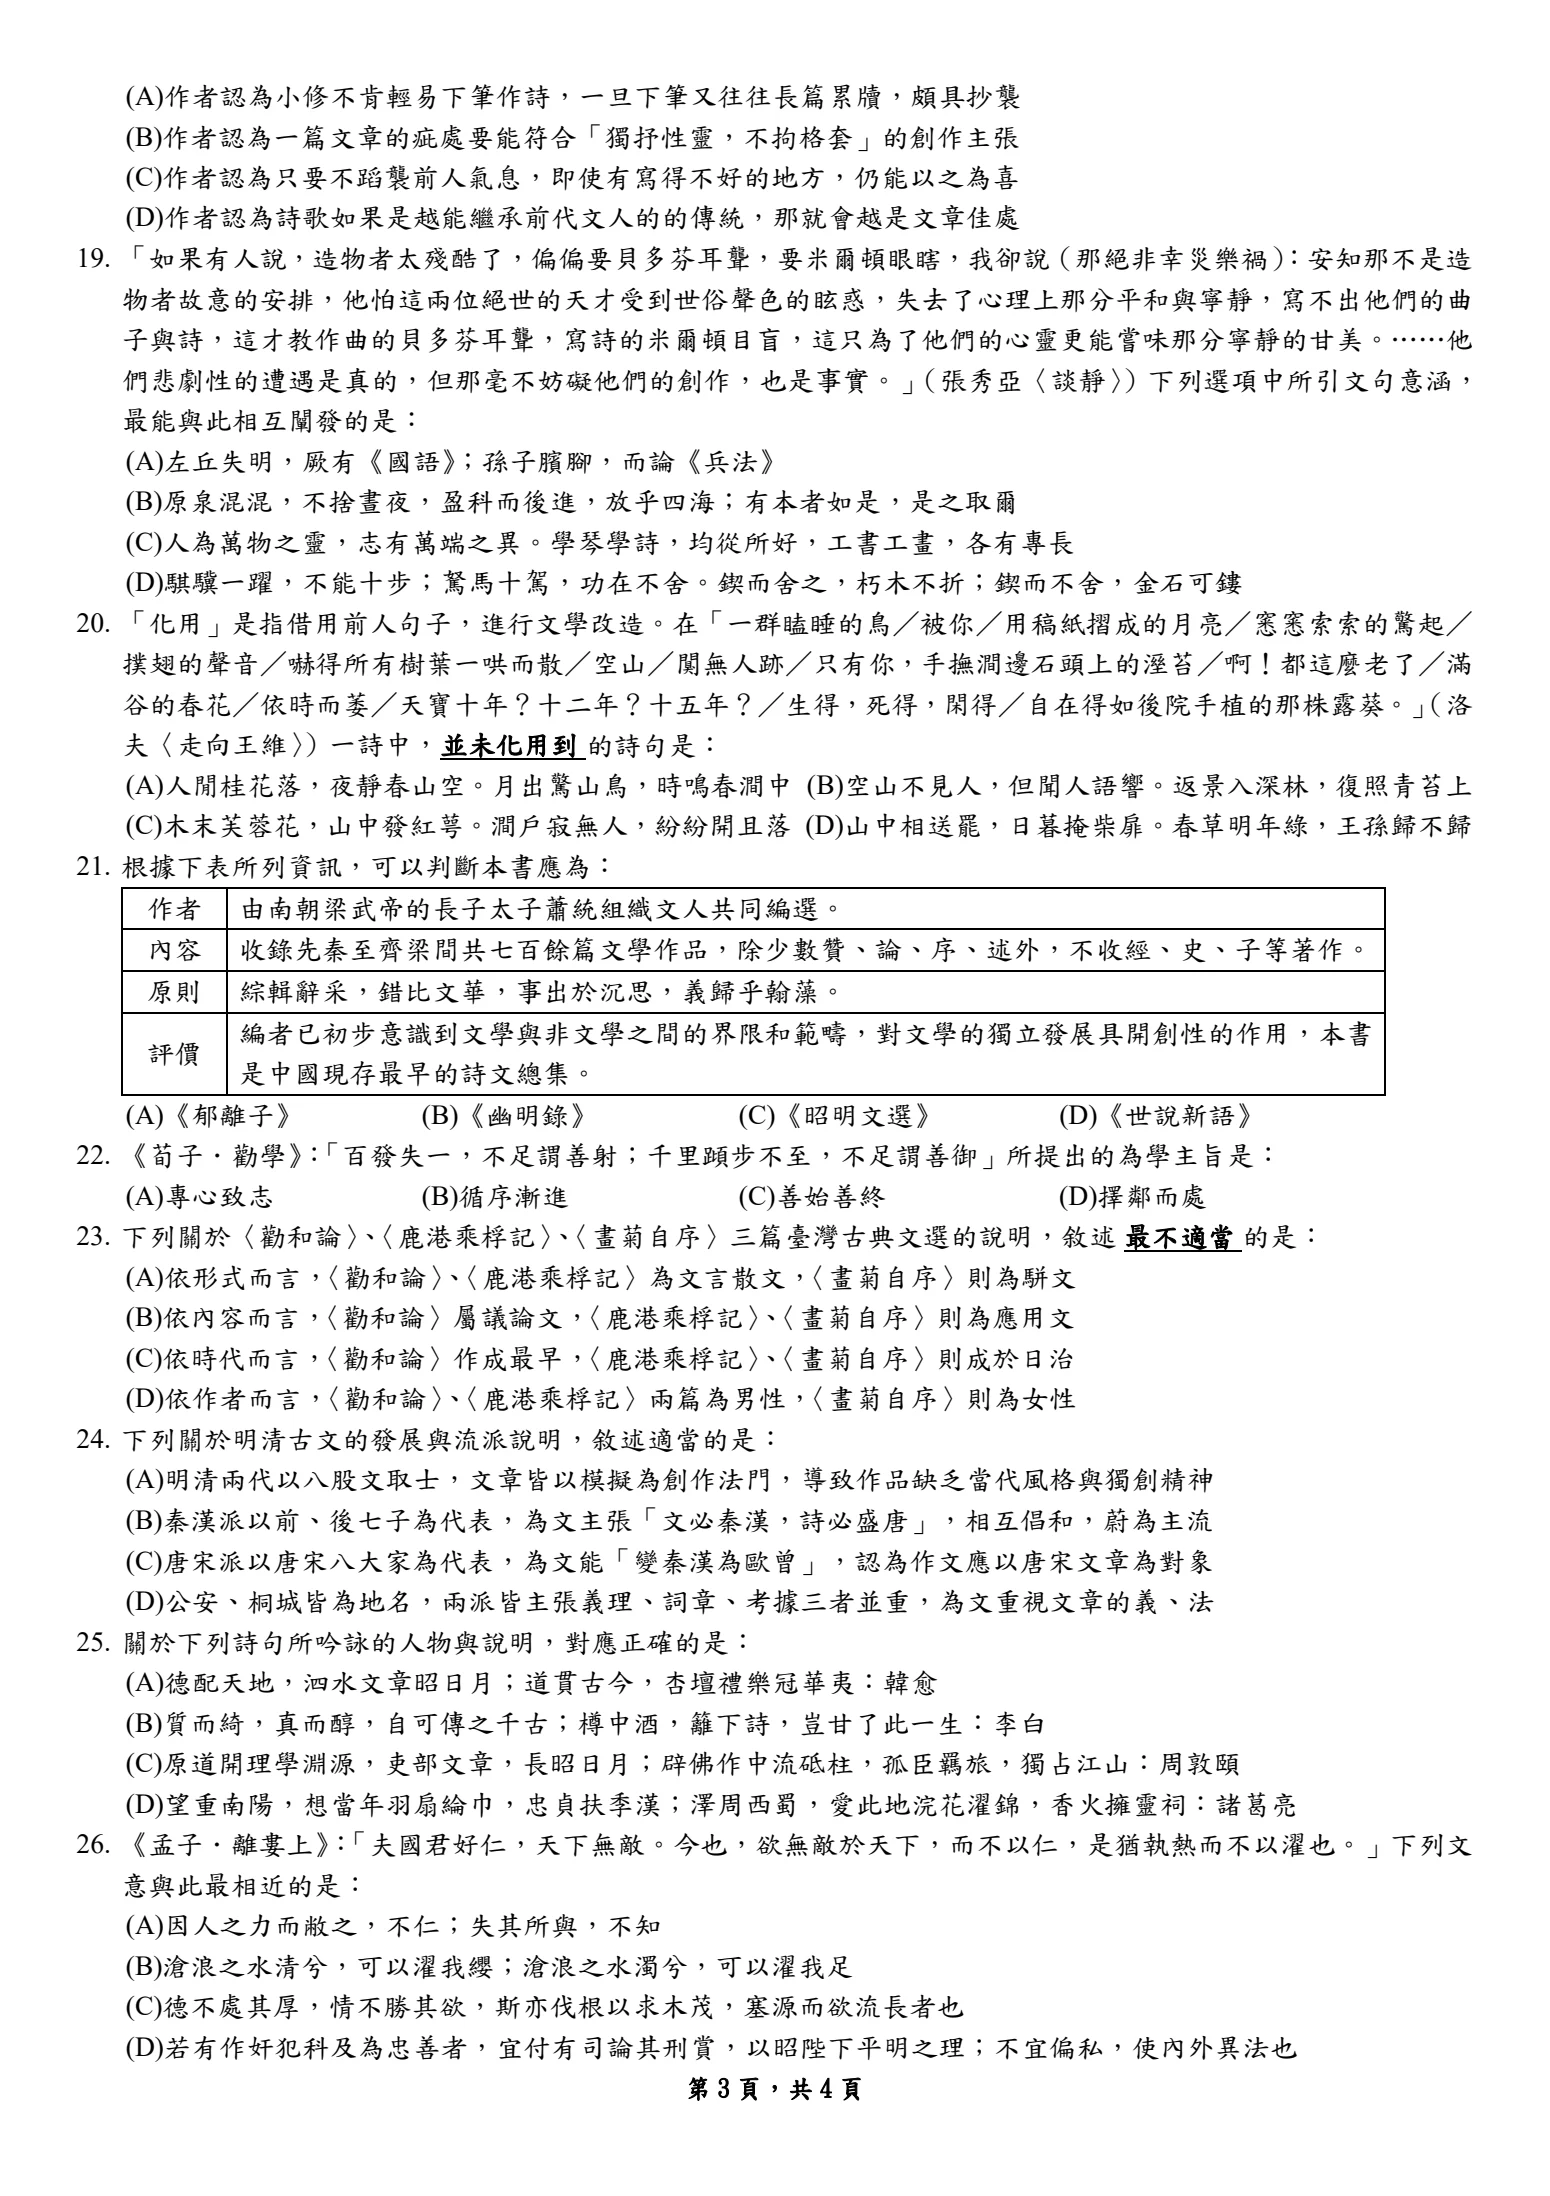 (A)作者認為小修不肯輕易下筆作詩，一旦下筆又往往長篇累牘，頗具抄襲
(B)作者認為一篇文章的疵處要能符合「獨抒性靈，不拘格套」的創作主張
(C)作者認為只要不蹈襲前人氣息，即使有寫得不好的地方，仍能以之為喜
(D)作者認為詩歌如果是越能繼承前代文人的的傳統，那就會越是文章佳處
19. 「如果有人說，造物者太殘酷了，偏偏要貝多芬耳聾，要米爾頓眼瞎，我卻說（那絕非幸災樂禍）：安知那不是造
物者故意的安排，他怕這兩位絕世的天才受到世俗聲色的眩惑，失去了心理上那分平和與寧靜，寫不出他們的曲
子與詩，這才教作曲的貝多芬耳聾，寫詩的米爾頓目盲，這只為了他們的心靈更能嘗味那分寧靜的甘美。……他
們悲劇性的遭遇是真的，但那毫不妨礙他們的創作，也是事實。」（張秀亞〈談靜〉）下列選項中所引文句意涵，
最能與此相互闡發的是：
(A)左丘失明，厥有《國語》；孫子臏腳，而論《兵法》
(B)原泉混混，不捨晝夜，盈科而後進，放乎四海；有本者如是，是之取爾
(C)人為萬物之靈，志有萬端之異。學琴學詩，均從所好，工書工畫，各有專長
(D)騏驥一躍，不能十步；駑馬十駕，功在不舍。鍥而舍之，朽木不折；鍥而不舍，金石可鏤
20. 「化用」是指借用前人句子，進行文學改造。在「一群瞌睡的鳥／被你／用稿紙摺成的月亮／窸窸索索的驚起／
撲翅的聲音／嚇得所有樹葉一哄而散／空山／闃無人跡／只有你，手撫澗邊石頭上的溼苔／啊！都這麼老了／滿
谷的春花／依時而萎／天寶十年？十二年？十五年？／生得，死得，閑得／自在得如後院手植的那株露葵。」（洛
夫〈走向王維〉）一詩中，並未化用到 的詩句是：
(A)人閒桂花落，夜靜春山空。月出驚山鳥，時鳴春澗中 (B)空山不見人，但聞人語響。返景入深林，復照青苔上
(C)木末芙蓉花，山中發紅萼。澗戶寂無人，紛紛開且落 (D)山中相送罷，日暮掩柴扉。春草明年綠，王孫歸不歸
21. 根據下表所列資訊，可以判斷本書應為：
作者 由南朝梁武帝的長子太子蕭統組織文人共同編選。
內容 收錄先秦至齊梁間共七百餘篇文學作品，除少數贊、論、序、述外，不收經、史、子等著作。
原則 綜輯辭采，錯比文華，事出於沉思，義歸乎翰藻。
評價 編者已初步意識到文學與非文學之間的界限和範疇，對文學的獨立發展具開創性的作用，本書
是中國現存最早的詩文總集。
(A)《郁離子》 (B)《幽明錄》 (C)《昭明文選》 (D)《世說新語》
22. 《荀子．勸學》：「百發失一，不足謂善射；千里蹞步不至，不足謂善御」所提出的為學主旨是：
(A)專心致志 (B)循序漸進 (C)善始善終 (D)擇鄰而處
23. 下列關於〈勸和論〉、〈鹿港乘桴記〉、〈畫菊自序〉三篇臺灣古典文選的說明，敘述 最不適當 的是：
(A)依形式而言，〈勸和論〉、〈鹿港乘桴記〉為文言散文，〈畫菊自序〉則為駢文
(B)依內容而言，〈勸和論〉屬議論文，〈鹿港乘桴記〉、〈畫菊自序〉則為應用文
(C)依時代而言，〈勸和論〉作成最早，〈鹿港乘桴記〉、〈畫菊自序〉則成於日治
(D)依作者而言，〈勸和論〉、〈鹿港乘桴記〉兩篇為男性，〈畫菊自序〉則為女性
24. 下列關於明清古文的發展與流派說明，敘述適當的是：
(A)明清兩代以八股文取士，文章皆以模擬為創作法門，導致作品缺乏當代風格與獨創精神
(B)秦漢派以前、後七子為代表，為文主張「文必秦漢，詩必盛唐」，相互倡和，蔚為主流
(C)唐宋派以唐宋八大家為代表，為文能「變秦漢為歐曾」，認為作文應以唐宋文章為對象
(D)公安、桐城皆為地名，兩派皆主張義理、詞章、考據三者並重，為文重視文章的義、法
25. 關於下列詩句所吟詠的人物與說明，對應正確的是：
(A)德配天地，泗水文章昭日月；道貫古今，杏壇禮樂冠華夷：韓愈
(B)質而綺，真而醇，自可傳之千古；樽中酒，籬下詩，豈甘了此一生：李白
(C)原道開理學淵源，吏部文章，長昭日月；辟佛作中流砥柱，孤臣羈旅，獨占江山：周敦頤
(D)望重南陽，想當年羽扇綸巾，忠貞扶季漢；澤周西蜀，愛此地浣花濯錦，香火擁靈祠：諸葛亮
26. 《孟子．離婁上》：「夫國君好仁，天下無敵。今也，欲無敵於天下，而不以仁，是猶執熱而不以濯也。」下列文
意與此最相近的是：
(A)因人之力而敝之，不仁；失其所與，不知
(B)滄浪之水清兮，可以濯我纓；滄浪之水濁兮，可以濯我足
(C)德不處其厚，情不勝其欲，斯亦伐根以求木茂，塞源而欲流長者也
(D)若有作奸犯科及為忠善者，宜付有司論其刑賞，以昭陛下平明之理；不宜偏私，使內外異法也
第 3 頁，共 4 頁